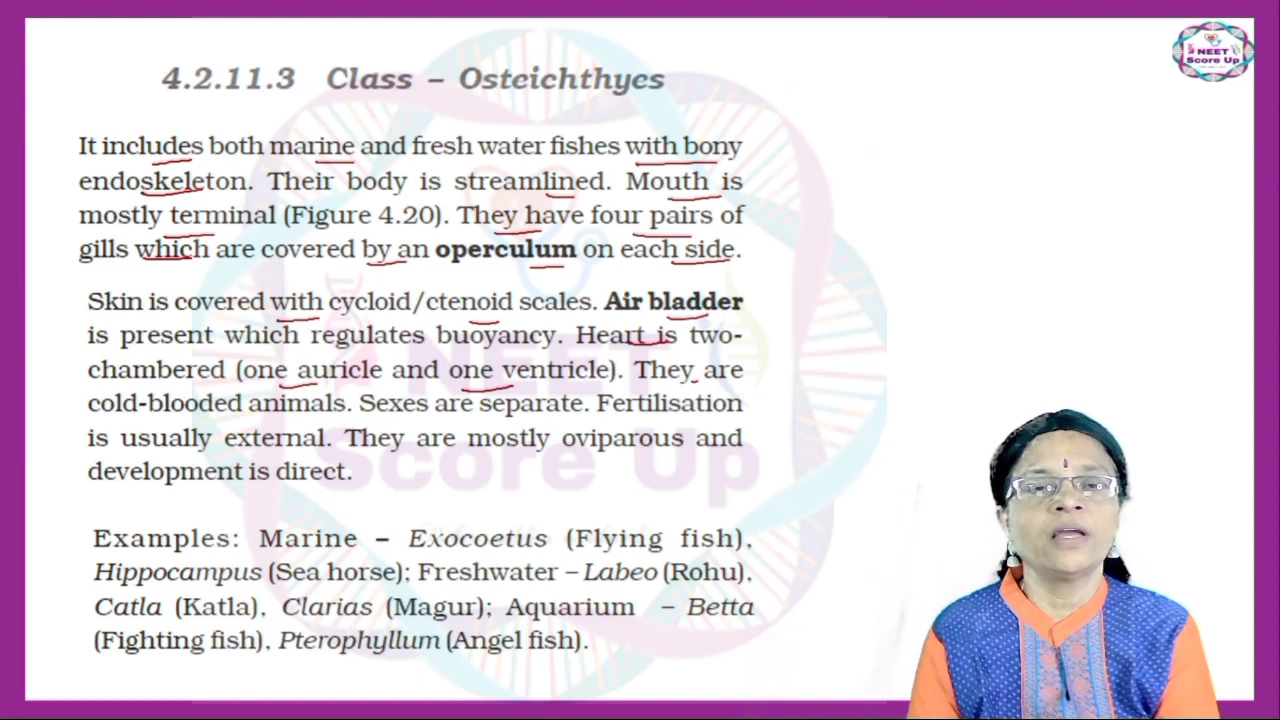 4.2.11.3 Class – Osteichthyes
NEET
Score Up
It includes both marine and fresh water fishes with bony
endoskeleton. Their body is streamlined. Mouth is
mostly terminal (Figure 4.20). They have four pairs of
gills which are covered by an operculum on each side.
Skin is covered with cycloid/ctenoid scales. Air bladder
is present which regulates buoyancy. Heart is two-
chambered (one auricle and one ventricle). They are
cold-blooded animals. Sexes are separate. Fertilisation
is usually external. They are mostly oviparous and
development is direct.
NEET
Score Up
Examples: Marine – Exocoetus (Flying fish),
Hippocampus (Sea horse); Freshwater – Labeo (Rohu),
Catla (Katla), Clarias (Magur); Aquarium – Betta
(Fighting fish), Pterophyllum (Angel fish).